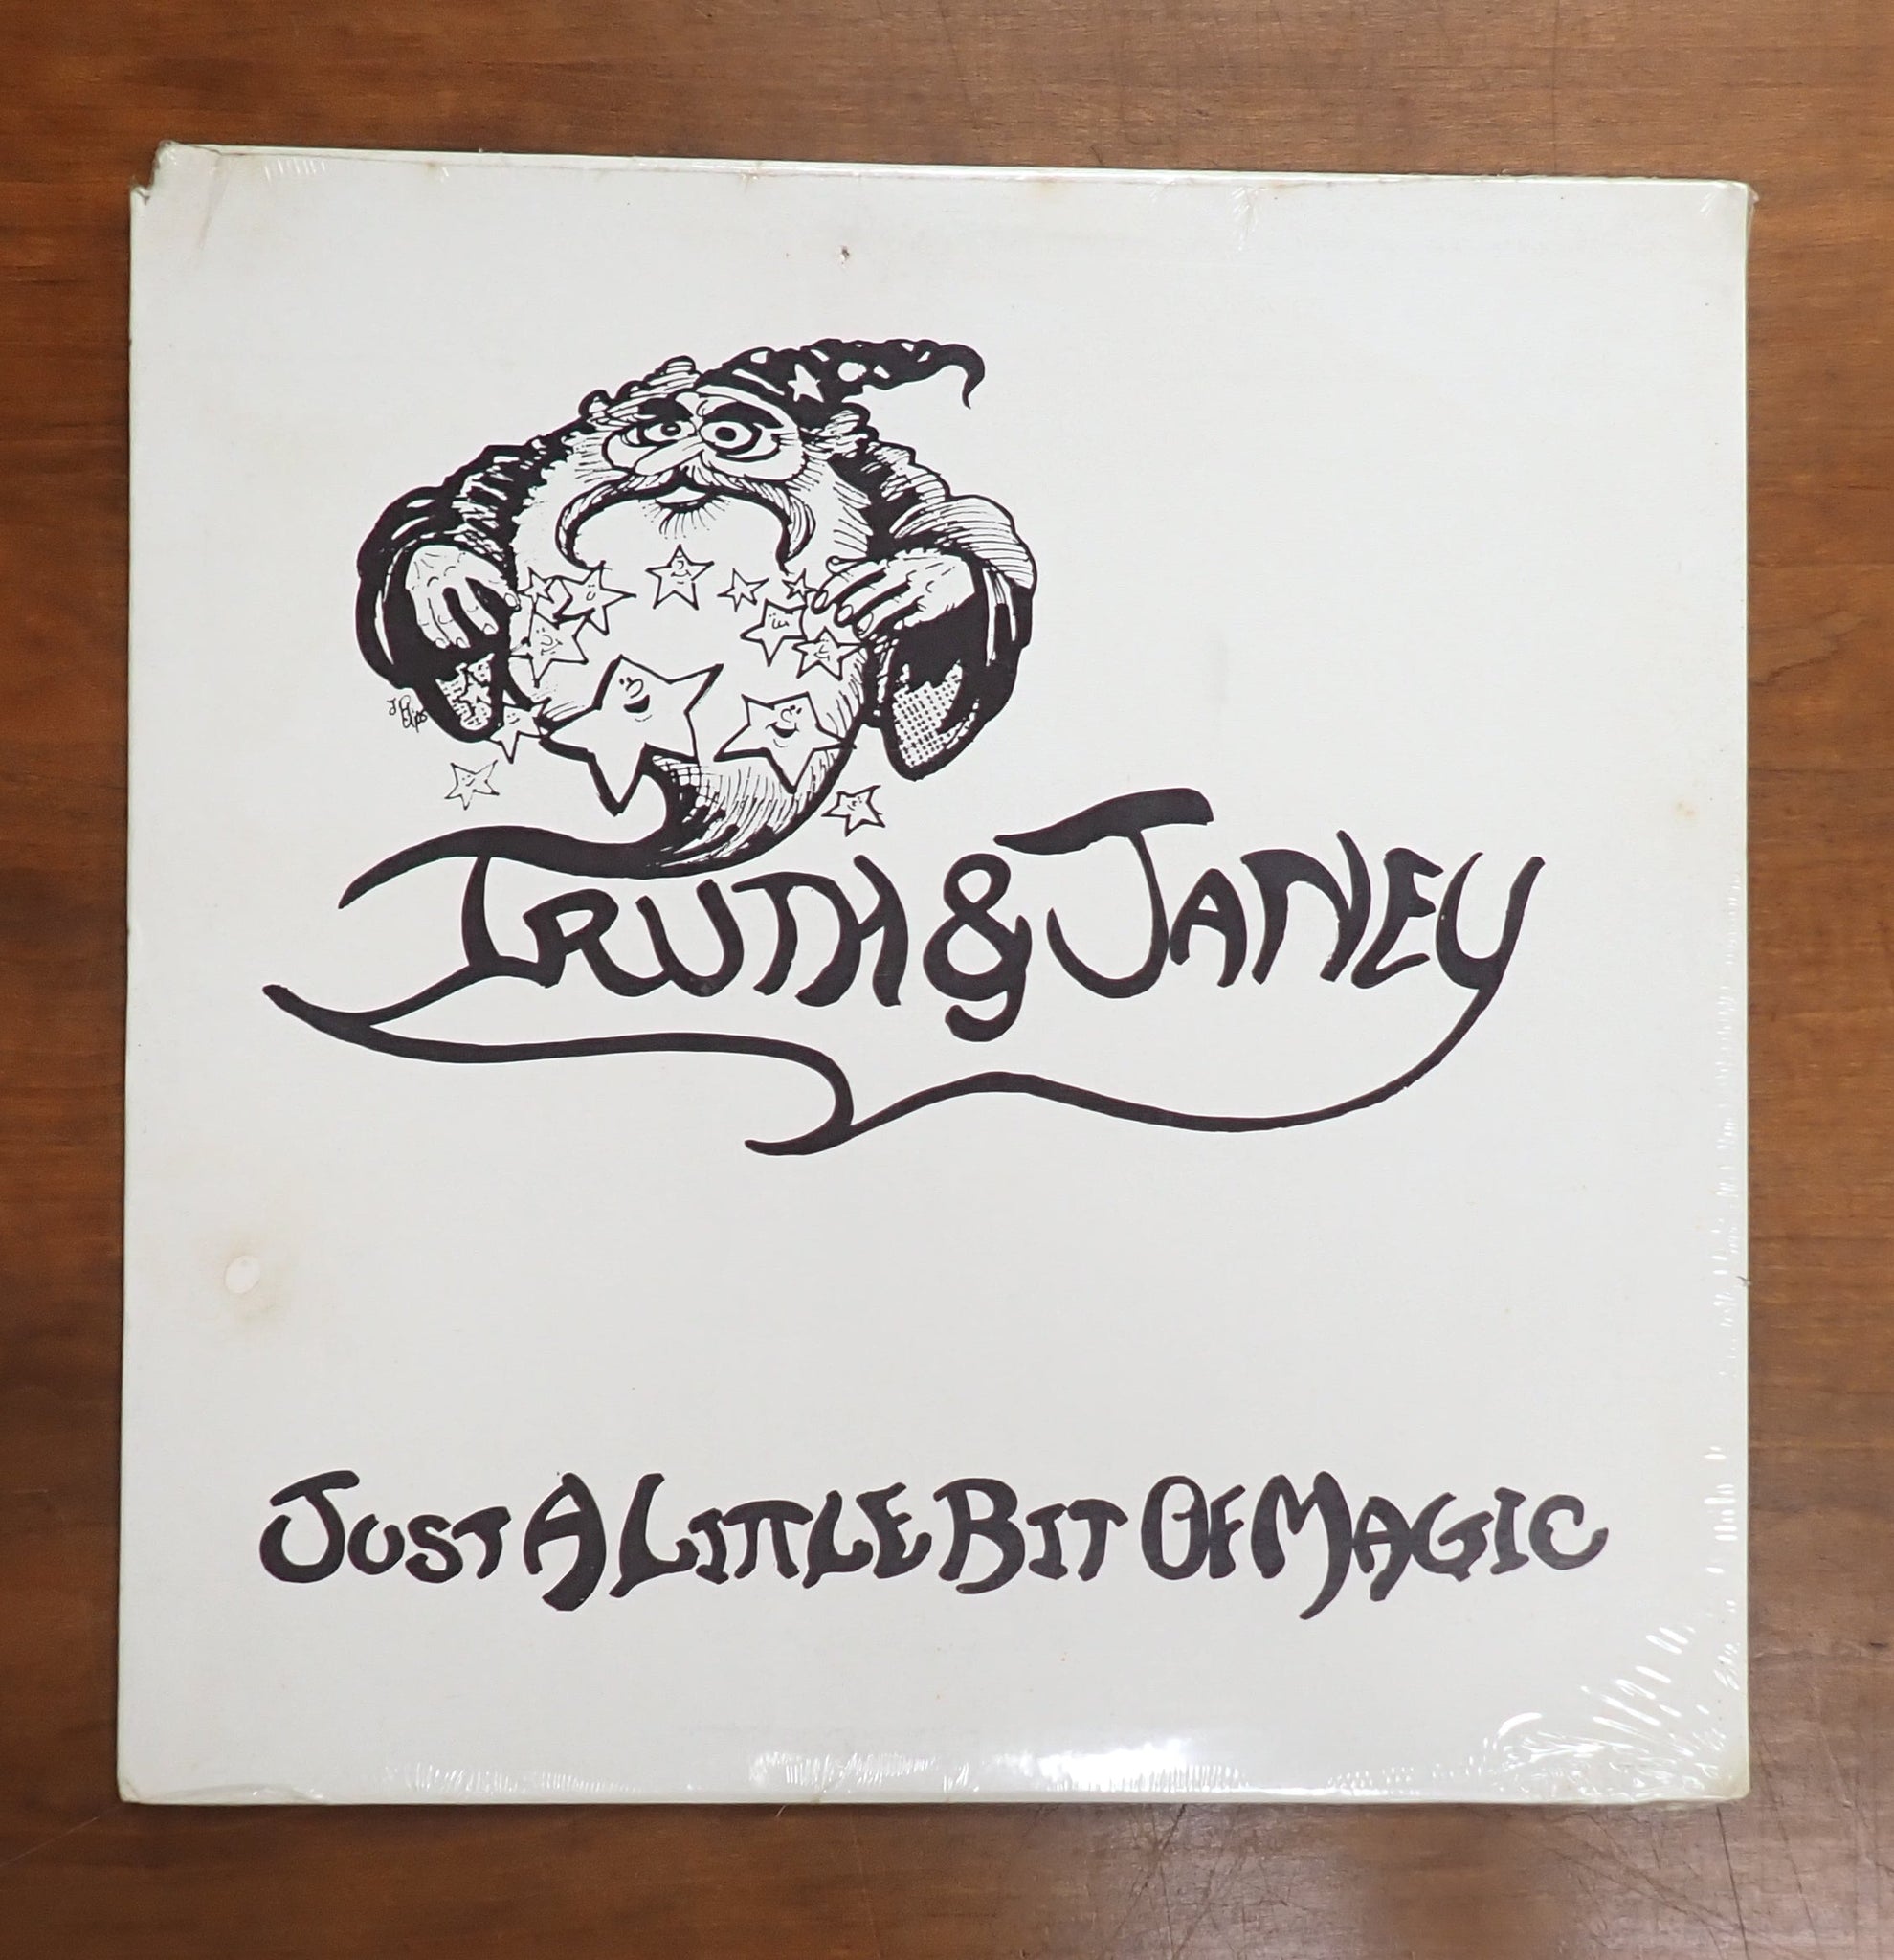 TRUTH & JANEY
JUST A LITTLE BIT OF MAGIC